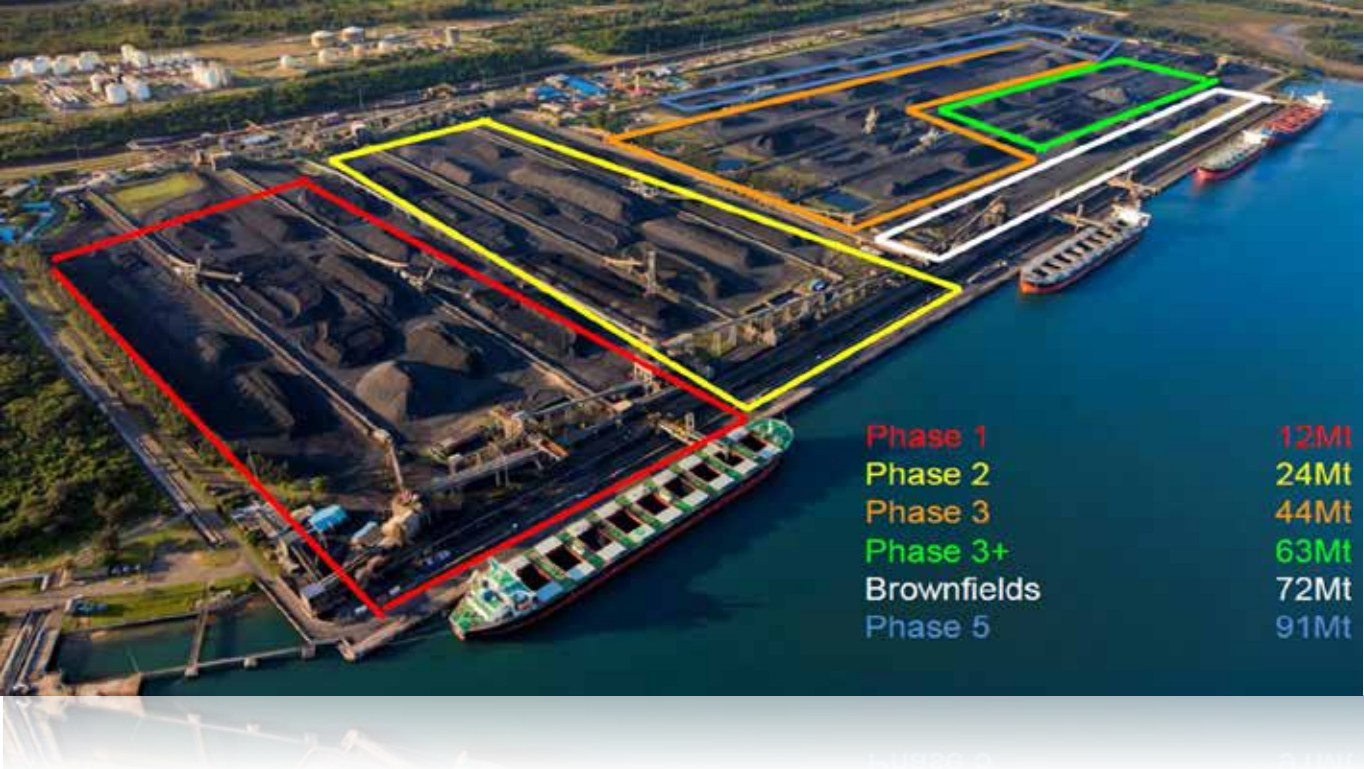 Phase 1 12Mt
Phase 2 24Mt
Phase 3 44Mt
Phase 3+ 63Mt
Brownfields 72Mt
Phase 5 91Mt